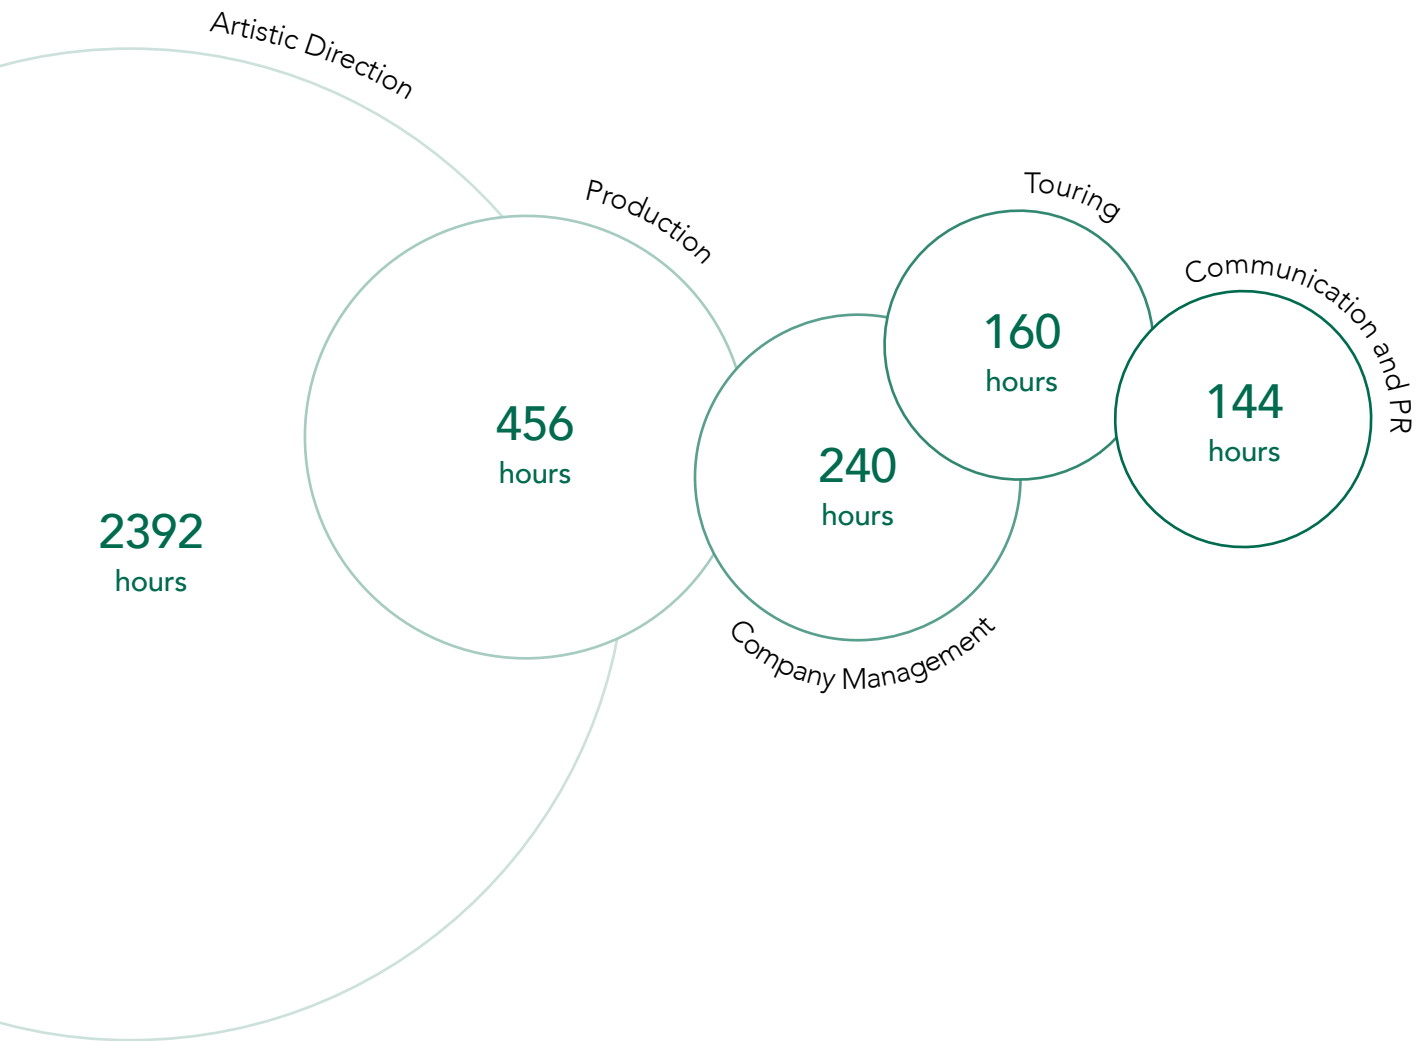 Artistic Direction
2392
hours
Production
456
hours
Company Management
240
hours
Touring
160
hours
Communication and PR
144
hours